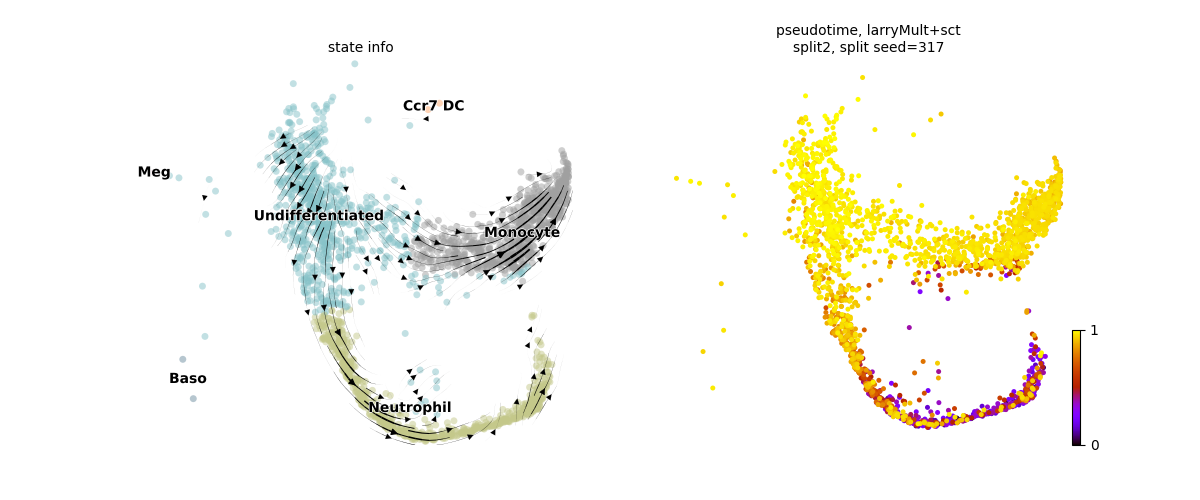 state info
pseudotime, larryMult+sct
split2, split seed=317
Ccr7 DC
Meg
Undifferentiated
Monocyte
Baso
Neutrophil
1
0